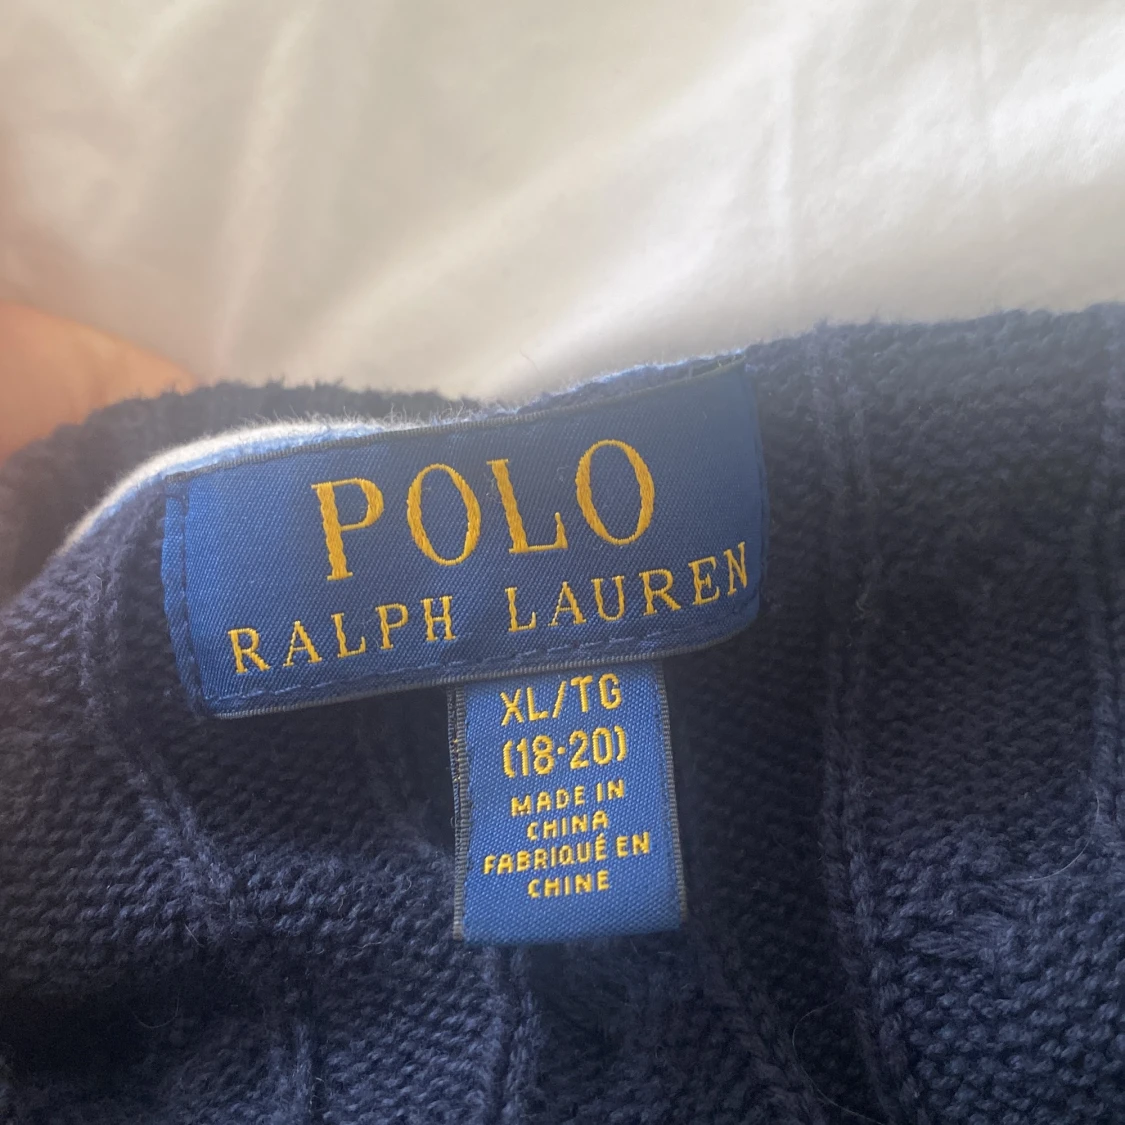 POLO
RALPH LAUREN
XL/TG
(18-20)
MADE IN
CHINA
FABRIQUÉ EN
CHINE